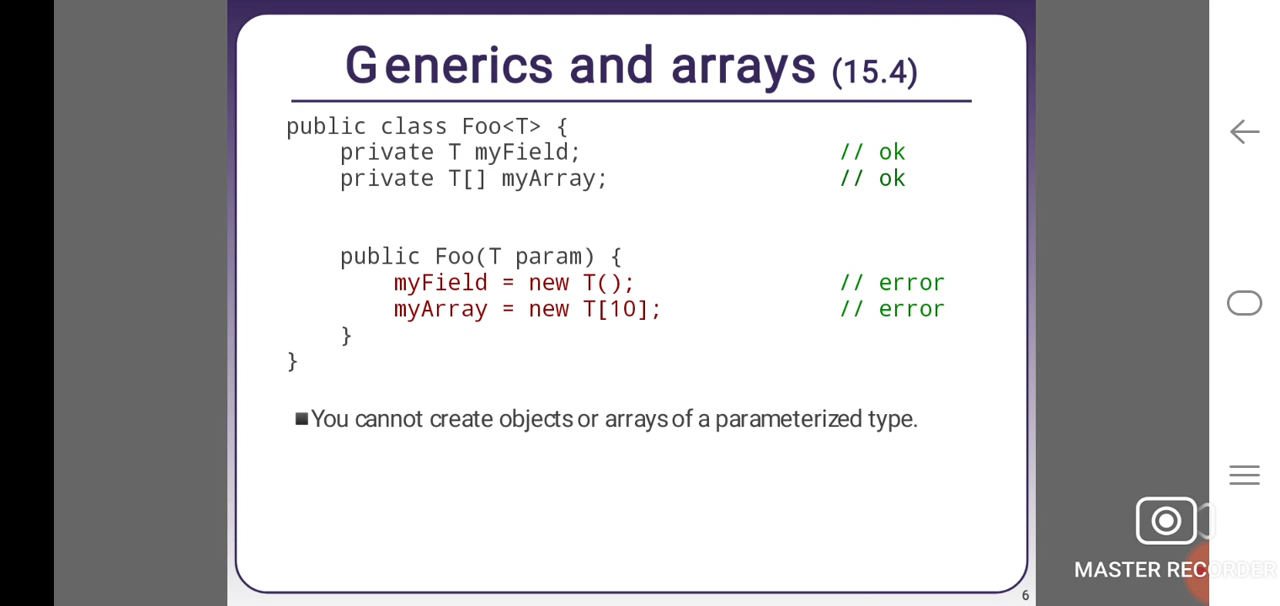 Generics and arrays (15.4)
public class Foo<T> {
    private T myField;                   // ok
    private T[] myArray;                 // ok
    public Foo(T param) {
        myField = new T();               // error
        myArray = new T[10];             // error
    }
}
■You cannot create objects or arrays of a parameterized type.
MASTER RECORDER
6